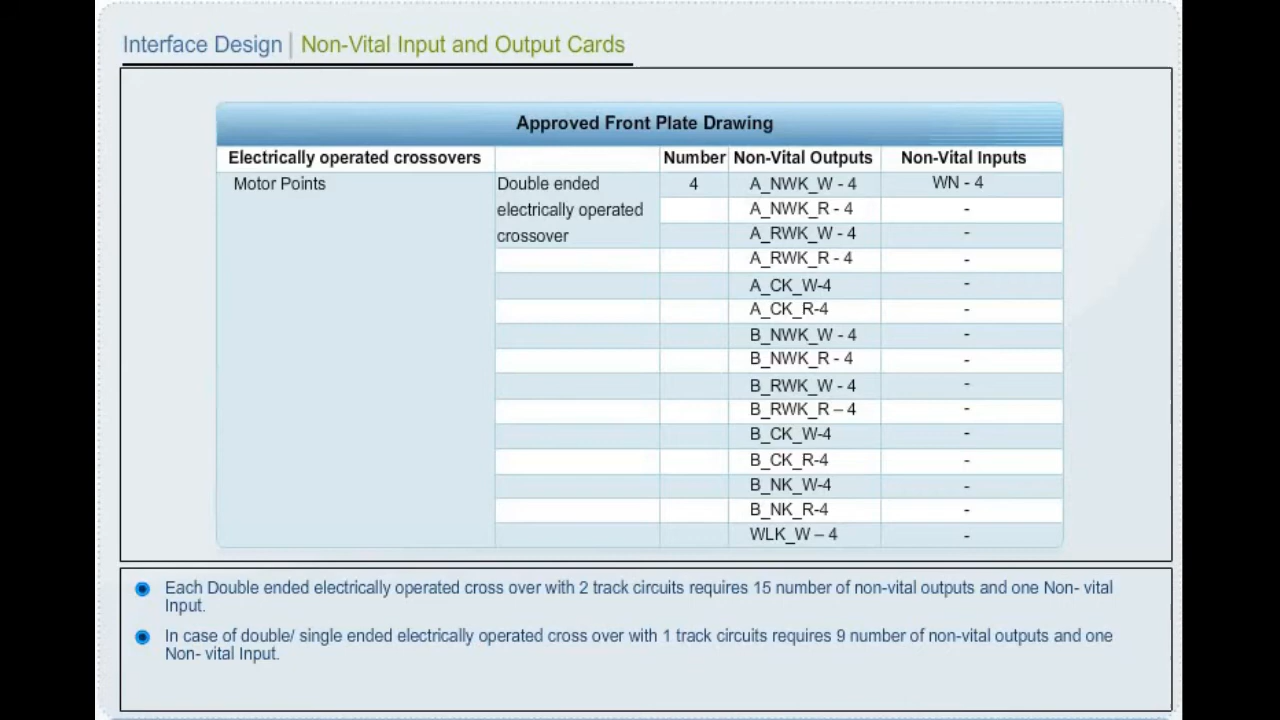 Interface Design | Non-Vital Input and Output Cards
Approved Front Plate Drawing
Electrically operated crossovers Number Non-Vital Outputs Non-Vital Inputs
Motor Points Double ended 4 A_NWK_W - 4 WN - 4
electrically operated A_NWK_R - 4 -
crossover A_RWK_W - 4 -
A_RWK_R - 4 -
A_CK_W-4 -
A_CK_R-4 -
B_NWK_W - 4 -
B_NWK_R - 4 -
B_RWK_W - 4 -
B_RWK_R – 4 -
B_CK_W-4 -
B_CK_R-4 -
B_NK_W-4 -
B_NK_R-4 -
WLK_W – 4 -
Each Double ended electrically operated cross over with 2 track circuits requires 15 number of non-vital outputs and one Non- vital
Input.
In case of double/ single ended electrically operated cross over with 1 track circuits requires 9 number of non-vital outputs and one
Non- vital Input.